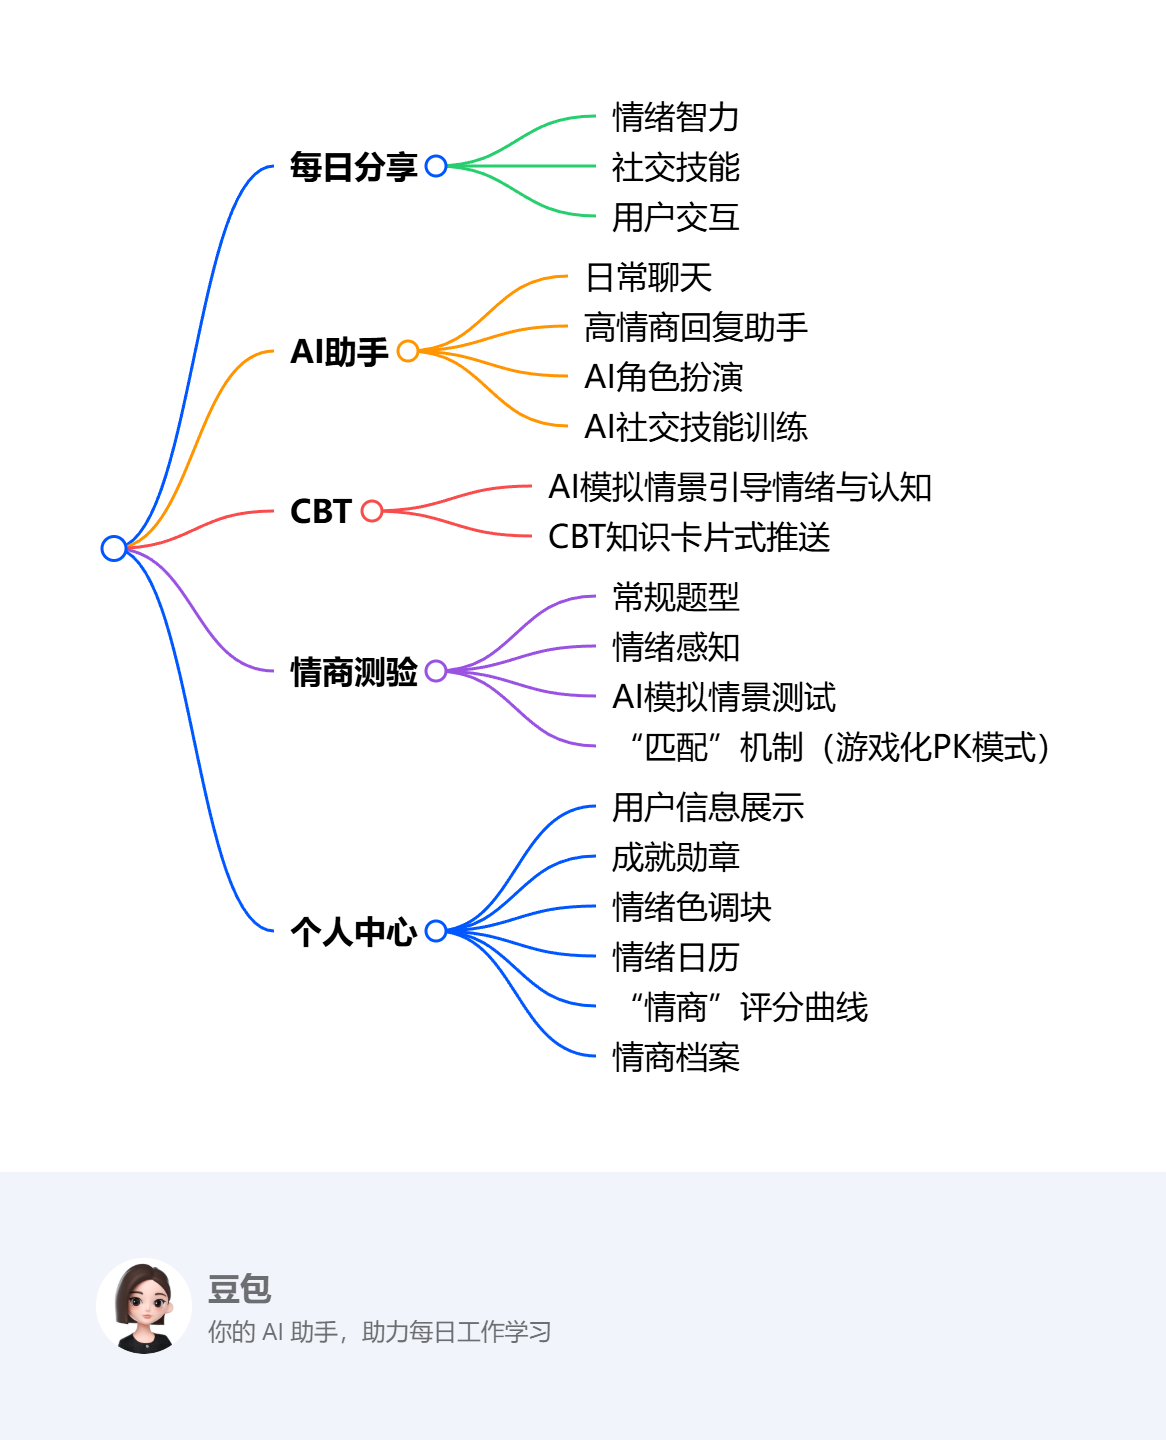 每日分享
情绪智力
社交技能
用户交互
AI助手
日常聊天
高情商回复助手
AI角色扮演
AI社交技能训练
CBT
AI模拟情景引导情绪与认知
CBT知识卡片式推送
情商测验
常规题型
情绪感知
AI模拟情景测试
“匹配”机制（游戏化PK模式）
个人中心
用户信息展示
成就勋章
情绪色调块
情绪日历
“情商”评分曲线
情商档案
豆包
你的 AI 助手，助力每日工作学习